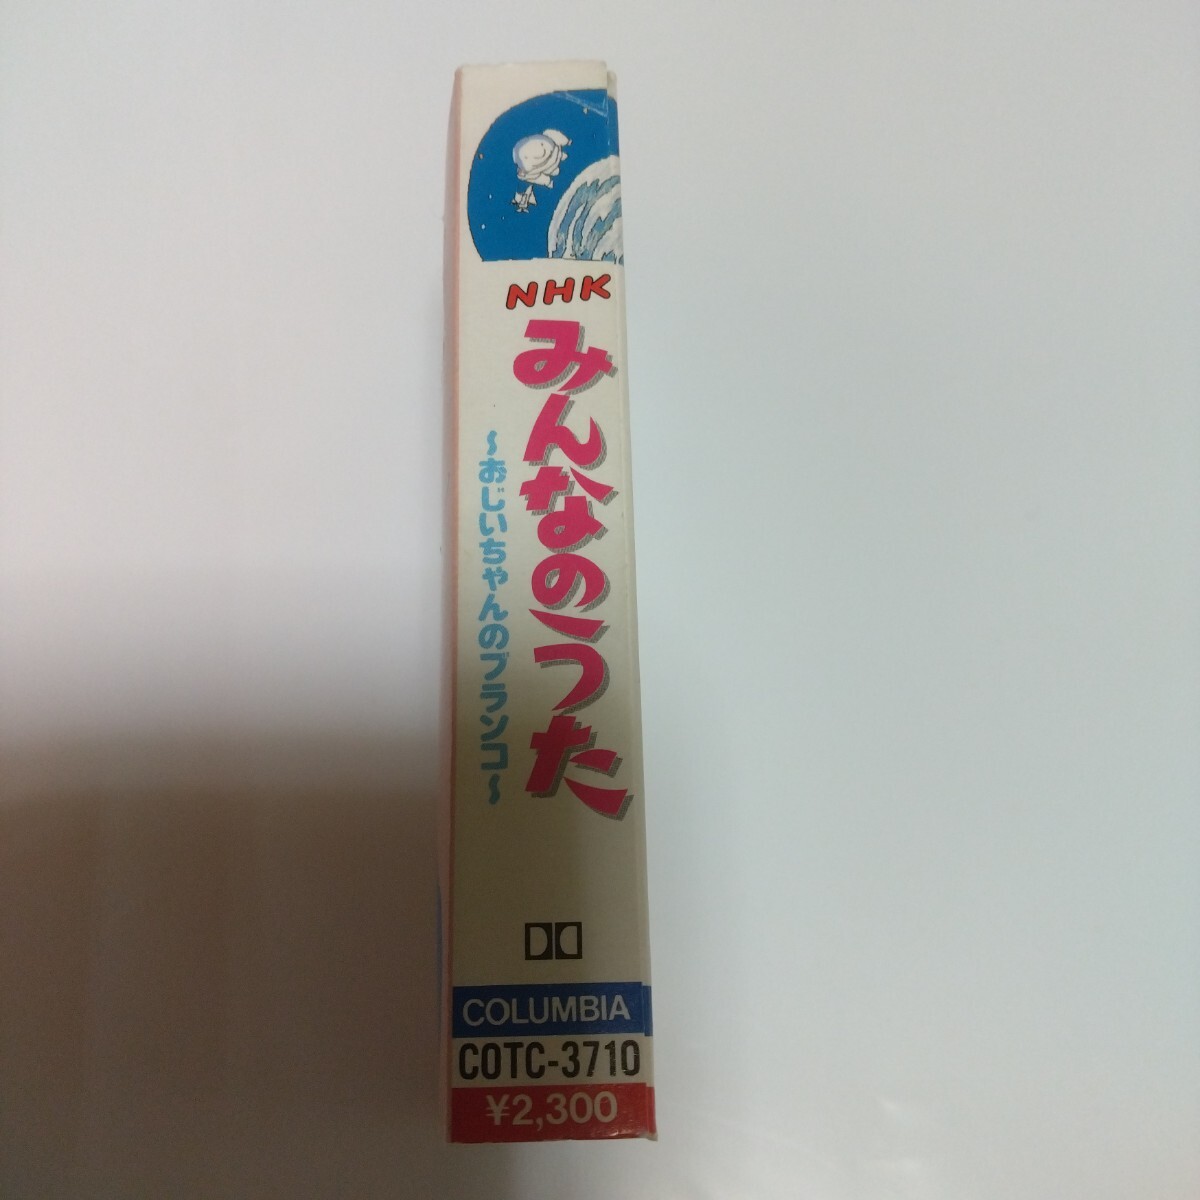 NHK
みんなのうた
～おじいちゃんのブランコ～
COLUMBIA
COTC-3710
¥2,300